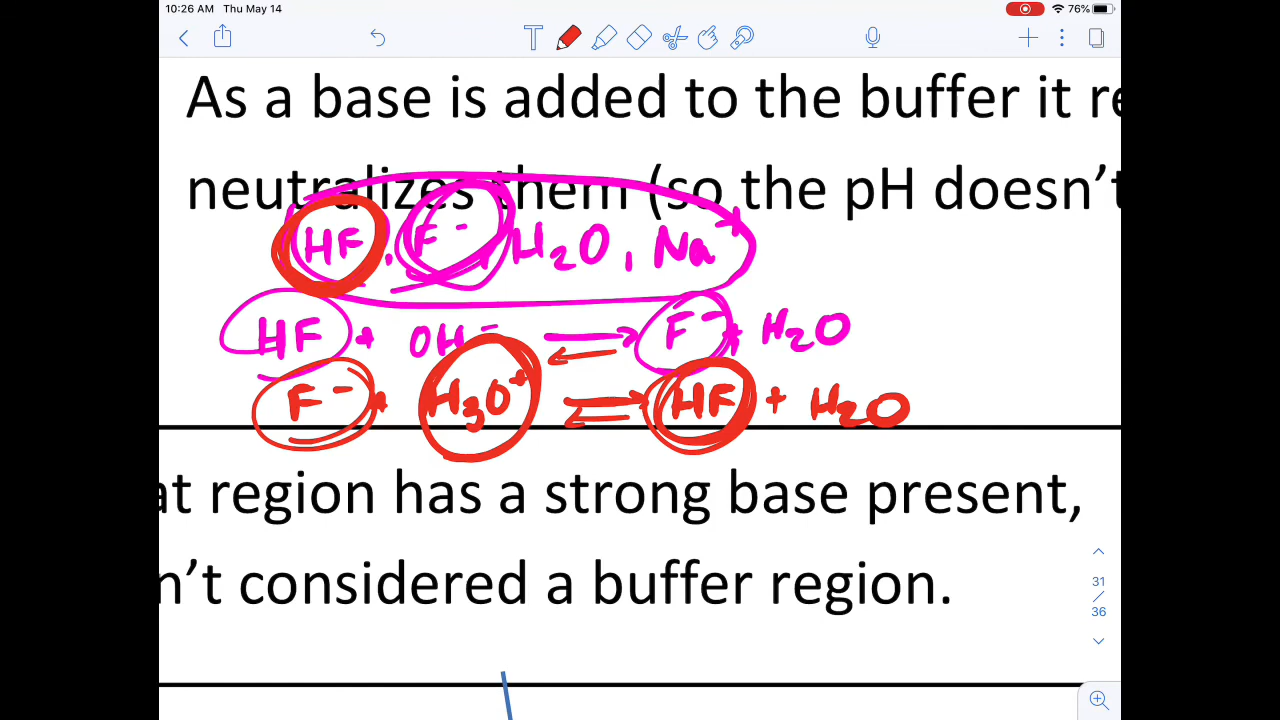 10:26 AM Thu May 14 76%
As a base is added to the buffer it re
neutralizes them (so the pH doesn’t
HF, F⁻, H₂O, Na⁺
HF + OH⁻ ⇌ F⁻ + H₂O
F⁻ + H₃O⁺ ⇌ HF + H₂O
at region has a strong base present,
n’t considered a buffer region.
31
/
36